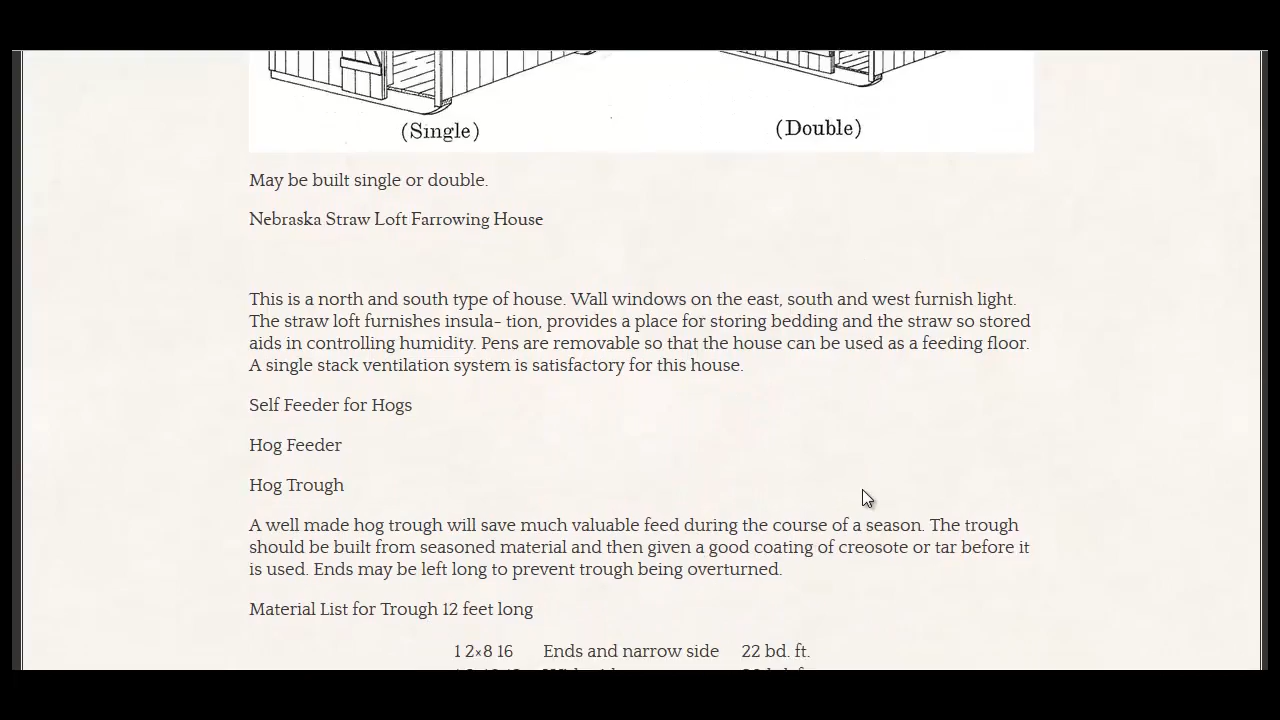 (Single) (Double)
May be built single or double.
Nebraska Straw Loft Farrowing House
This is a north and south type of house. Wall windows on the east, south and west furnish light.
The straw loft furnishes insula- tion, provides a place for storing bedding and the straw so stored
aids in controlling humidity. Pens are removable so that the house can be used as a feeding floor.
A single stack ventilation system is satisfactory for this house.
Self Feeder for Hogs
Hog Feeder
Hog Trough
A well made hog trough will save much valuable feed during the course of a season. The trough
should be built from seasoned material and then given a good coating of creosote or tar before it
is used. Ends may be left long to prevent trough being overturned.
Material List for Trough 12 feet long
1 2×8 16 Ends and narrow side 22 bd. ft.